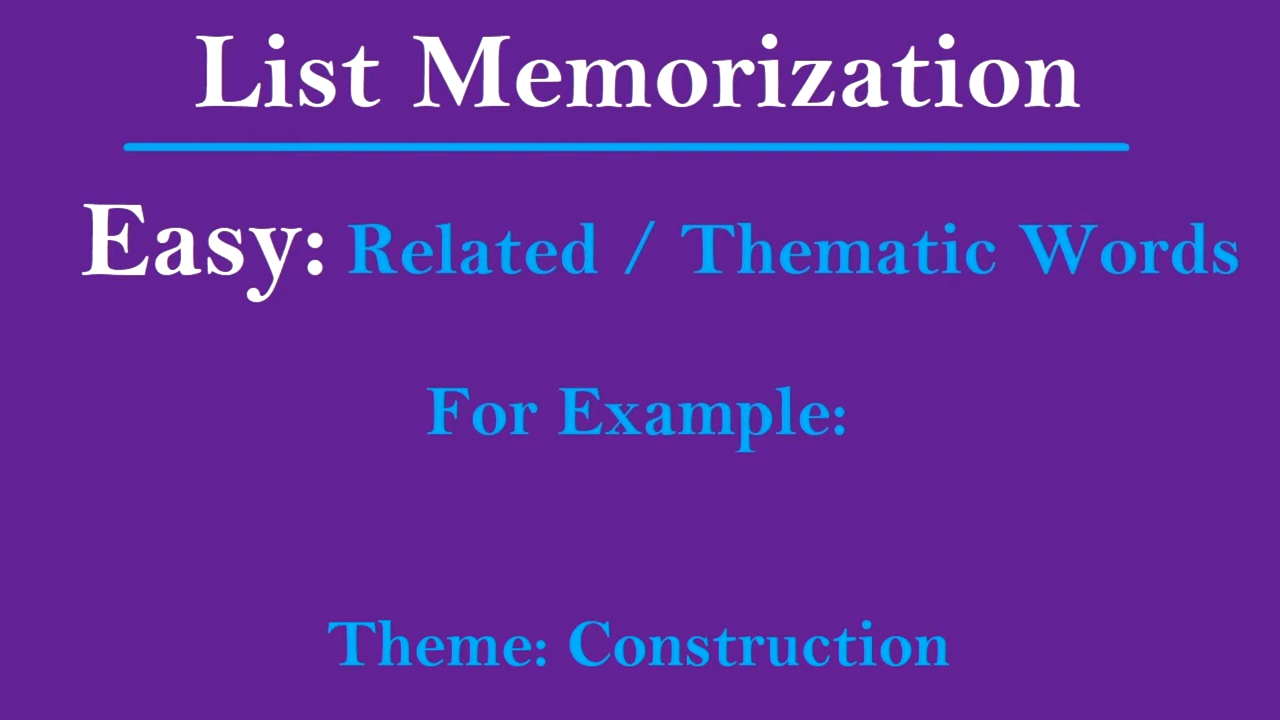 List Memorization
Easy: Related / Thematic Words
For Example:
Theme: Construction